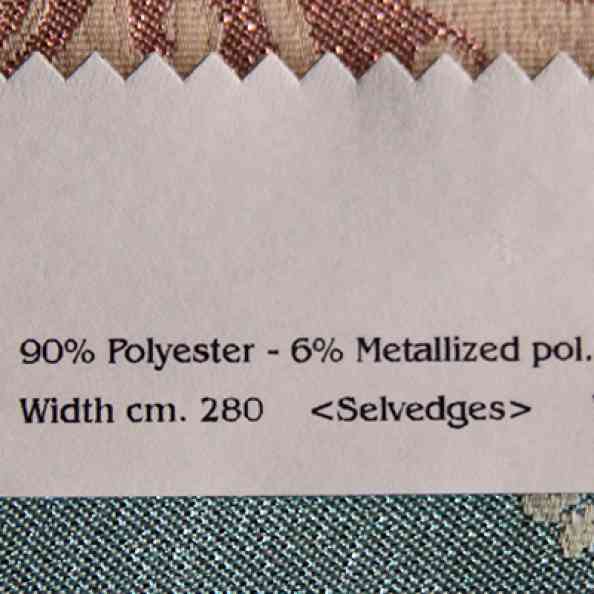 90% Polyester - 6% Metallized pol.
Width cm. 280 <Selvedges>